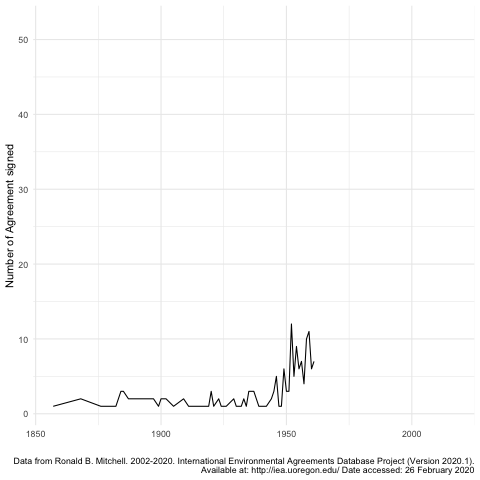 50
40
30
20
10
0
Number of Agreement signed
1850 1900 1950 2000
Data from Ronald B. Mitchell. 2002-2020. International Environmental Agreements Database Project (Version 2020.1).
Available at: http://iea.uoregon.edu/ Date accessed: 26 February 2020